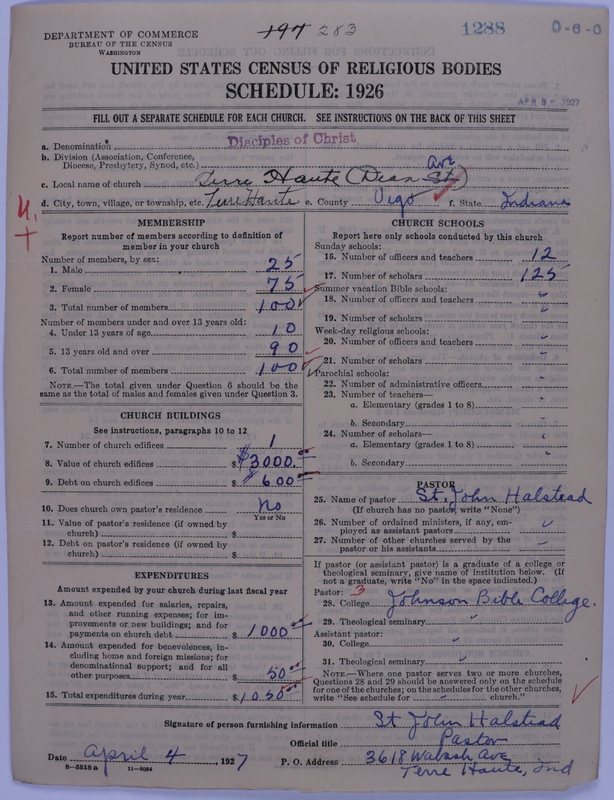 DEPARTMENT OF COMMERCE
BUREAU OF THE CENSUS
WASHINGTON
197 283
1288
0-6-0
UNITED STATES CENSUS OF RELIGIOUS BODIES
SCHEDULE: 1926
APR 9 - 1927
FILL OUT A SEPARATE SCHEDULE FOR EACH CHURCH. SEE INSTRUCTIONS ON THE BACK OF THIS SHEET
a. Denomination Disciples of Christ
b. Division (Association, Conference, Diocese, Presbytery, Synod, etc.)
Ave
c. Local name of church Terre Haute (Dean St.)
d. City, town, village, or township, etc. Terre Haute e. County Vigo f. State Indiana
MEMBERSHIP
Report number of members according to definition of
member in your church
Number of members, by sex:
1. Male 25
2. Female 75
3. Total number of members 100
Number of members under and over 13 years old:
4. Under 13 years of age 10
5. 13 years old and over 90
6. Total number of members 100
NOTE.—The total given under Question 6 should be the
same as the total of males and females given under Question 3.
CHURCH BUILDINGS
See instructions, paragraphs 10 to 12
7. Number of church edifices 1
8. Value of church edifices $ $3000.00
9. Debt on church edifices $ $600.00
10. Does church own pastor's residence No
Yes or No
11. Value of pastor's residence (if owned by
church) $
12. Debt on pastor's residence (if owned by
church) $
EXPENDITURES
Amount expended by your church during last fiscal year
13. Amount expended for salaries, repairs,
and other running expenses; for im-
provements or new buildings; and for
payments on church debt $ 1000.00
14. Amount expended for benevolences, in-
cluding home and foreign missions; for
denominational support; and for all
other purposes $ 50.00
15. Total expenditures during year $ 1050.00
CHURCH SCHOOLS
Report here only schools conducted by this church
Sunday schools:
16. Number of officers and teachers 12
17. Number of scholars 125
Summer vacation Bible schools:
18. Number of officers and teachers
19. Number of scholars
Week-day religious schools:
20. Number of officers and teachers
21. Number of scholars
Parochial schools:
22. Number of administrative officers
23. Number of teachers—
a. Elementary (grades 1 to 8)
b. Secondary
24. Number of scholars—
a. Elementary (grades 1 to 8)
b. Secondary
PASTOR
25. Name of pastor St. John Halstead
(If church has no pastor, write "None")
26. Number of ordained ministers, if any, em-
ployed as assistant pastors
27. Number of other churches served by the
pastor or his assistants
If pastor (or assistant pastor) is a graduate of a college or
theological seminary, give name of institution below. (If
not a graduate, write "No" in the space indicated.)
Pastor: 3
28. College Johnson Bible College.
29. Theological seminary
Assistant pastor:
30. College
31. Theological seminary
NOTE.—Where one pastor serves two or more churches,
Questions 28 and 29 should be answered only on the schedule
for one of the churches; on the schedules for the other churches,
write "See schedule for church."
Signature of person furnishing information St John Halstead
Official title Pastor
Date April 4, 1927 P. O. Address 3618 Wabash Ave
Terre Haute, Ind
8—5518a 11—9064